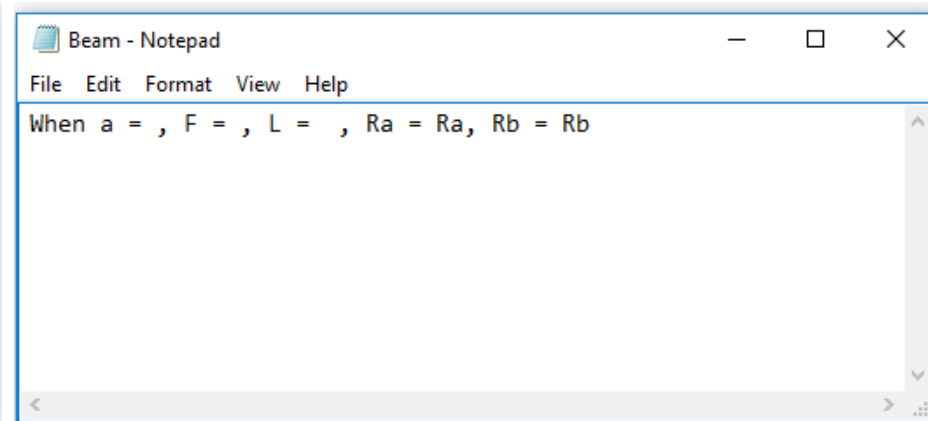 Beam - Notepad
File Edit Format View Help
When a = , F = , L =  , Ra = Ra, Rb = Rb